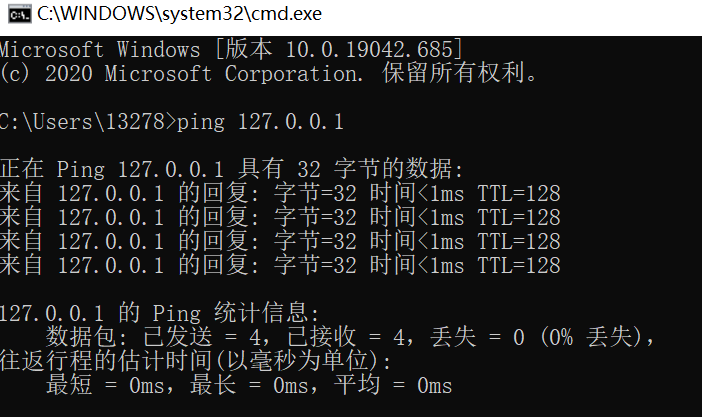 C:\WINDOWS\system32\cmd.exe
Microsoft Windows [版本 10.0.19042.685]
(c) 2020 Microsoft Corporation. 保留所有权利。
C:\Users\13278>ping 127.0.0.1
正在 Ping 127.0.0.1 具有 32 字节的数据:
来自 127.0.0.1 的回复: 字节=32 时间<1ms TTL=128
来自 127.0.0.1 的回复: 字节=32 时间<1ms TTL=128
来自 127.0.0.1 的回复: 字节=32 时间<1ms TTL=128
来自 127.0.0.1 的回复: 字节=32 时间<1ms TTL=128
127.0.0.1 的 Ping 统计信息:
数据包: 已发送 = 4，已接收 = 4，丢失 = 0 (0% 丢失)，
往返行程的估计时间(以毫秒为单位):
最短 = 0ms，最长 = 0ms，平均 = 0ms